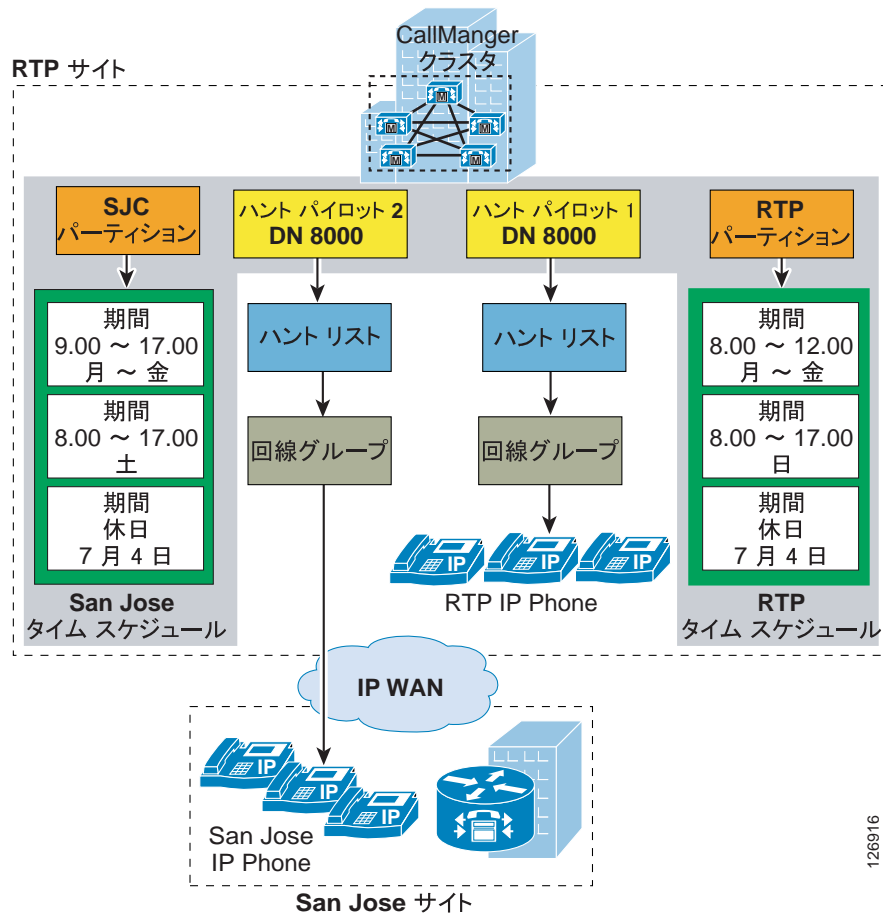 CallManger
クラスタ
RTP サイト
M
M
M
M
M
SJC
パーティション
ハント パイロット 2
DN 8000
ハント パイロット 1
DN 8000
RTP
パーティション
期間
9.00 ～ 17.00
月 ～ 金
期間
8.00 ～ 17.00
土
期間
休日
7 月 4 日
San Jose
タイム スケジュール
ハント リスト
回線グループ
ハント リスト
回線グループ
IP
IP
IP
RTP IP Phone
期間
8.00 ～ 12.00
月 ～ 金
期間
8.00 ～ 17.00
日
期間
休日
7 月 4 日
RTP
タイム スケジュール
IP WAN
IP
IP
IP
San Jose
IP Phone
San Jose サイト
126916